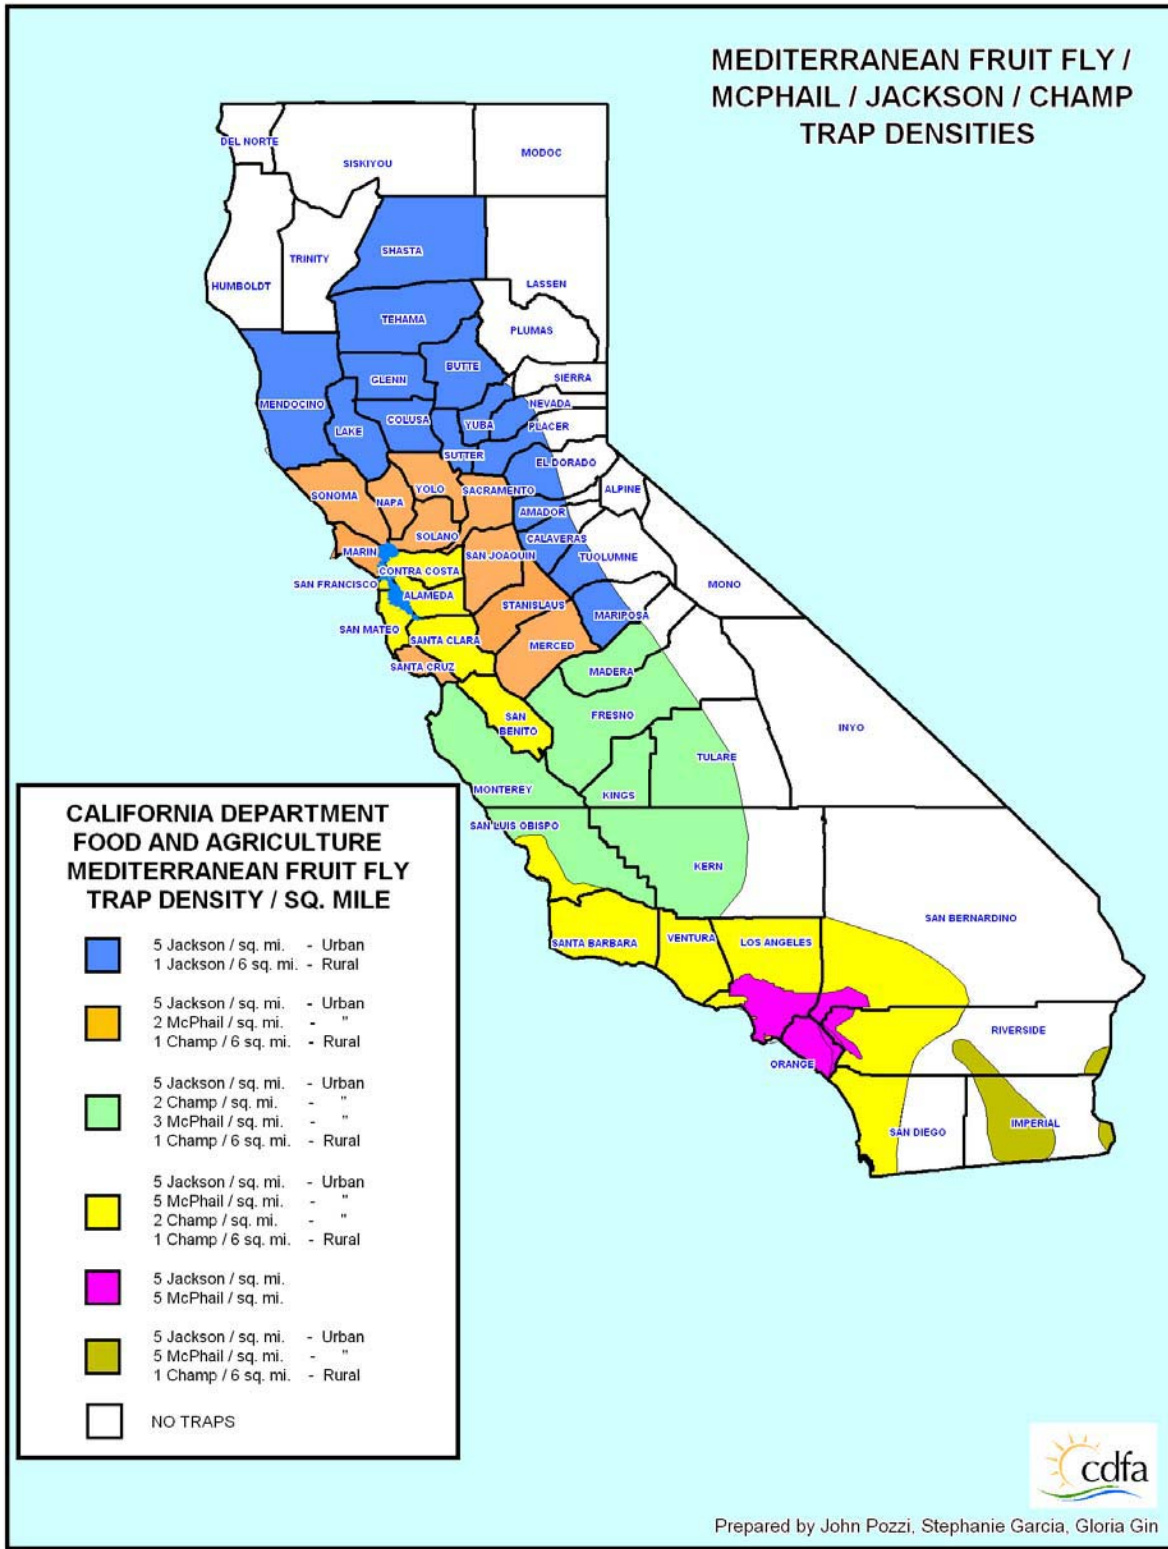 MEDITERRANEAN FRUIT FLY /
MCPHAIL / JACKSON / CHAMP
TRAP DENSITIES
DEL NORTE
SISKIYOU
MODOC
SHASTA
TRINITY
HUMBOLDT
LASSEN
TEHAMA
PLUMAS
BUTTE
GLENN
SIERRA
MENDOCINO
NEVADA
COLUSA
YUBA
PLACER
LAKE
SUTTER
EL DORADO
YOLO
SACRAMENTO
ALPINE
SONOMA
NAPA
AMADOR
SOLANO
CALAVERAS
MARIN
SAN JOAQUIN
TUOLUMNE
CONTRA COSTA
SAN FRANCISCO
MONO
ALAMEDA
STANISLAUS
MARIPOSA
SAN MATEO
SANTA CLARA
MERCED
SANTA CRUZ
MADERA
SAN
BENITO
FRESNO
INYO
TULARE
MONTEREY
KINGS
SAN LUIS OBISPO
KERN
SAN BERNARDINO
SANTA BARBARA
VENTURA
LOS ANGELES
RIVERSIDE
ORANGE
SAN DIEGO
IMPERIAL
CALIFORNIA DEPARTMENT
FOOD AND AGRICULTURE
MEDITERRANEAN FRUIT FLY
TRAP DENSITY / SQ. MILE
5 Jackson / sq. mi. - Urban
1 Jackson / 6 sq. mi. - Rural
5 Jackson / sq. mi. - Urban
2 McPhail / sq. mi. - "
1 Champ / 6 sq. mi. - Rural
5 Jackson / sq. mi. - Urban
2 Champ / sq. mi. - "
3 McPhail / sq. mi. - "
1 Champ / 6 sq. mi. - Rural
5 Jackson / sq. mi. - Urban
5 McPhail / sq. mi. - "
2 Champ / sq. mi. - "
1 Champ / 6 sq. mi. - Rural
5 Jackson / sq. mi.
5 McPhail / sq. mi.
5 Jackson / sq. mi. - Urban
5 McPhail / sq. mi. - "
1 Champ / 6 sq. mi. - Rural
NO TRAPS
cdfa
Prepared by John Pozzi, Stephanie Garcia, Gloria Gin